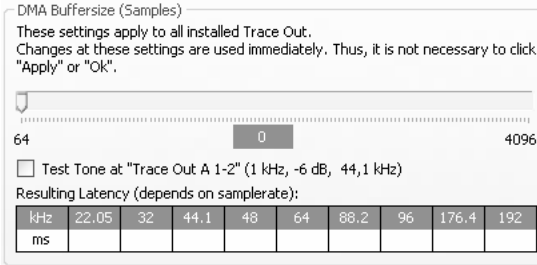 DMA Buffersize (Samples)
These settings apply to all installed Trace Out.
Changes at these settings are used immediately. Thus, it is not necessary to click
"Apply" or "Ok".
64 0 4096
Test Tone at "Trace Out A 1-2" (1 kHz, -6 dB, 44,1 kHz)
Resulting Latency (depends on samplerate):
kHz 22.05 32 44.1 48 64 88.2 96 176.4 192
ms